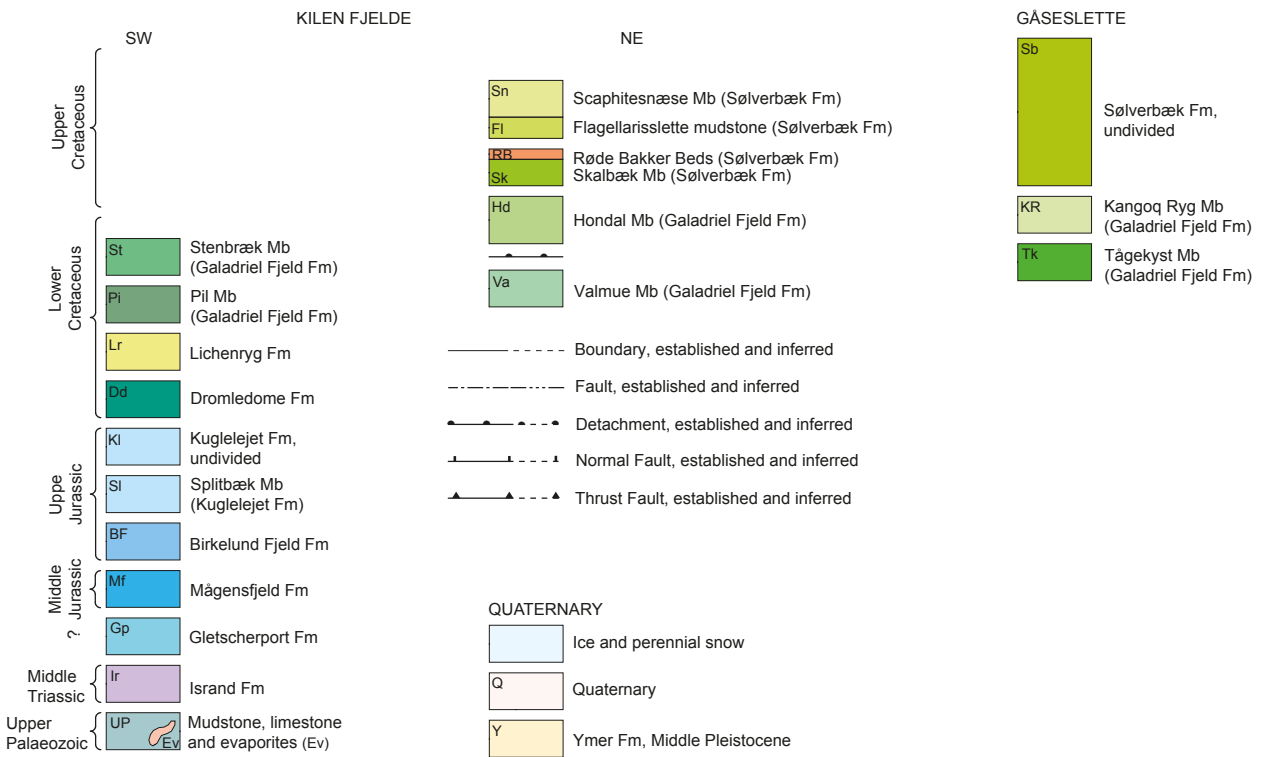 KILEN FJELDE
SW
NE
GÅSESLETTE
Upper
Cretaceous
Lower
Cretaceous
St
Stenbræk Mb
(Galadriel Fjeld Fm)
Pi
Pil Mb
(Galadriel Fjeld Fm)
Lr
Lichenryg Fm
Dd
Dromledome Fm
Uppe
Jurassic
Kl
Kuglelejet Fm,
undivided
Sl
Splitbæk Mb
(Kuglelejet Fm)
BF
Birkelund Fjeld Fm
Middle
Jurassic
Mf
Mågensfjeld Fm
?
Gp
Gletscherport Fm
Middle
Triassic
Ir
Isrand Fm
Upper
Palaeozoic
UP
Ev
Mudstone, limestone
and evaporites (Ev)
Sn
Scaphitesnæse Mb (Sølverbæk Fm)
Fl
Flagellarisslette mudstone (Sølverbæk Fm)
RB
Røde Bakker Beds (Sølverbæk Fm)
Sk
Skalbæk Mb (Sølverbæk Fm)
Hd
Hondal Mb (Galadriel Fjeld Fm)
Va
Valmue Mb (Galadriel Fjeld Fm)
Boundary, established and inferred
Fault, established and inferred
Detachment, established and inferred
Normal Fault, established and inferred
Thrust Fault, established and inferred
QUATERNARY
Ice and perennial snow
Q
Quaternary
Y
Ymer Fm, Middle Pleistocene
Sb
Sølverbæk Fm,
undivided
KR
Kangoq Ryg Mb
(Galadriel Fjeld Fm)
Tk
Tågekyst Mb
(Galadriel Fjeld Fm)